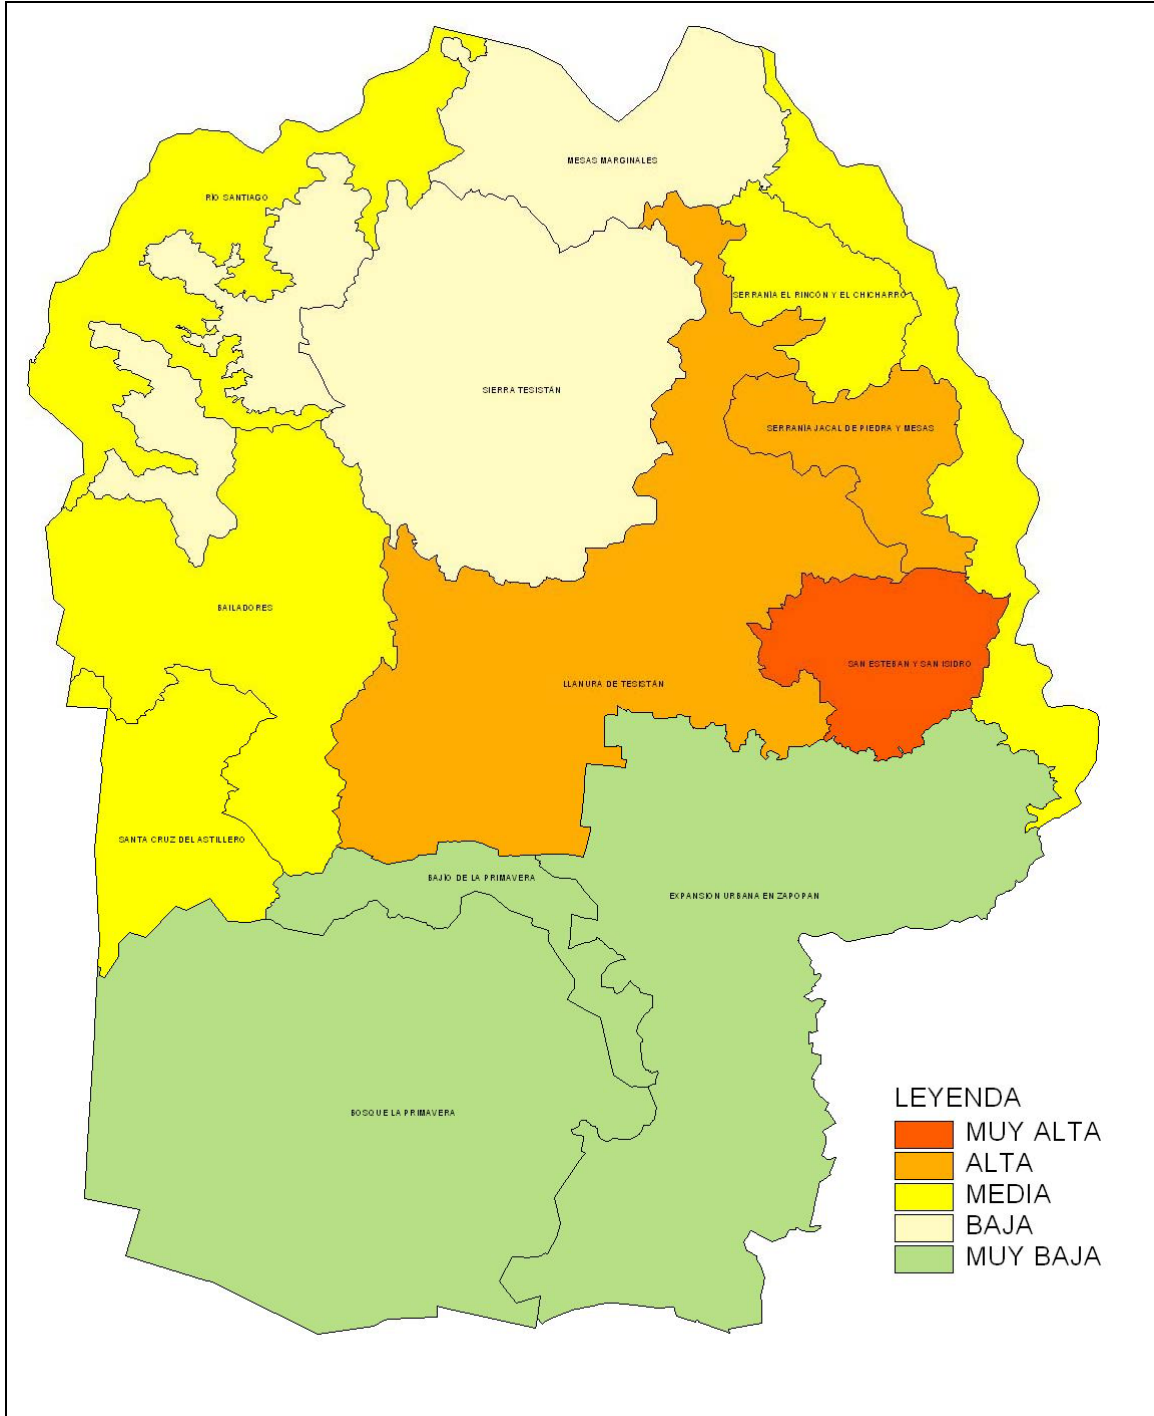 MESAS MARGINALES
RÍO SANTIAGO
SERRANÍA EL RINCÓN Y EL CHICHARRO
SIERRA TESISTÁN
SERRANÍA JACAL DE PIEDRA Y MESAS
BAILADORES
SAN ESTEBAN Y SAN ISIDRO
LLANURA DE TESISTÁN
SANTA CRUZ DEL ASTILLERO
BAJÍO DE LA PRIMAVERA
EXPANSION URBANA EN ZAPOPAN
BOSQUE LA PRIMAVERA
LEYENDA
MUY ALTA
ALTA
MEDIA
BAJA
MUY BAJA